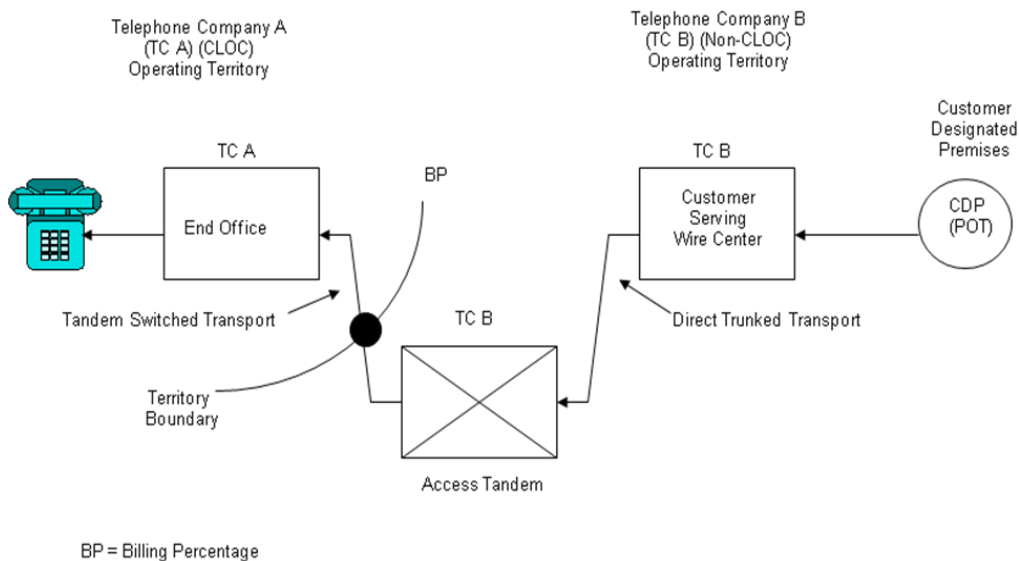 Telephone Company A
(TC A) (CLOC)
Operating Territory
Telephone Company B
(TC B) (Non-CLOC)
Operating Territory
Customer
Designated
Premises
TC A
BP
TC B
End Office
Customer
Serving
Wire Center
CDP
(POT)
Tandem Switched Transport
TC B
Direct Trunked Transport
Territory
Boundary
Access Tandem
BP = Billing Percentage